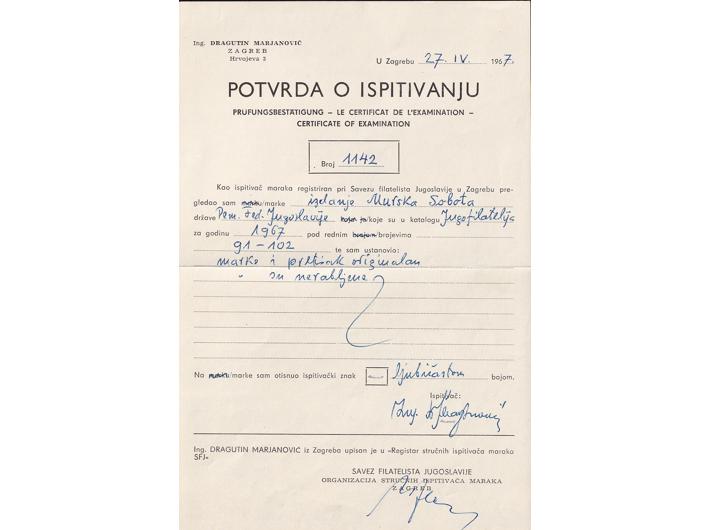 Ing. DRAGUTIN MARJANOVIĆ
ZAGREB
Hrvojeva 3
U Zagrebu 27. IV. 1967.
POTVRDA O ISPITIVANJU
PRUFUNGSBESTÄTIGUNG – LE CERTIFICAT DE L'EXAMINATION –
CERTIFICATE OF EXAMINATION
Broj 1142
Kao ispitivač maraka registriran pri Savezu filatelista Jugoslavije u Zagrebu pre-
gledao sam marku/marke izdanje Murska Sobota
države Dem. Fed. Jugoslavije koja je/koje su u katalogu Jugofilatelija
za godinu 1967 pod rednim brojem/brojevima
91-102 te sam ustanovio:
marke i pretisak originalan
" su nerabljene
Na marku/marke sam otisnuo ispitivački znak ljubičastom bojom.
Ispitivač:
Ing. D. Marjanović
Ing. DRAGUTIN MARJANOVIĆ iz Zagreba upisan je u »Registar stručnih ispitivača maraka
SFJ«
SAVEZ FILATELISTA JUGOSLAVIJE
ORGANIZACIJA STRUČNIH ISPITIVAČA MARAKA
ZAGREB